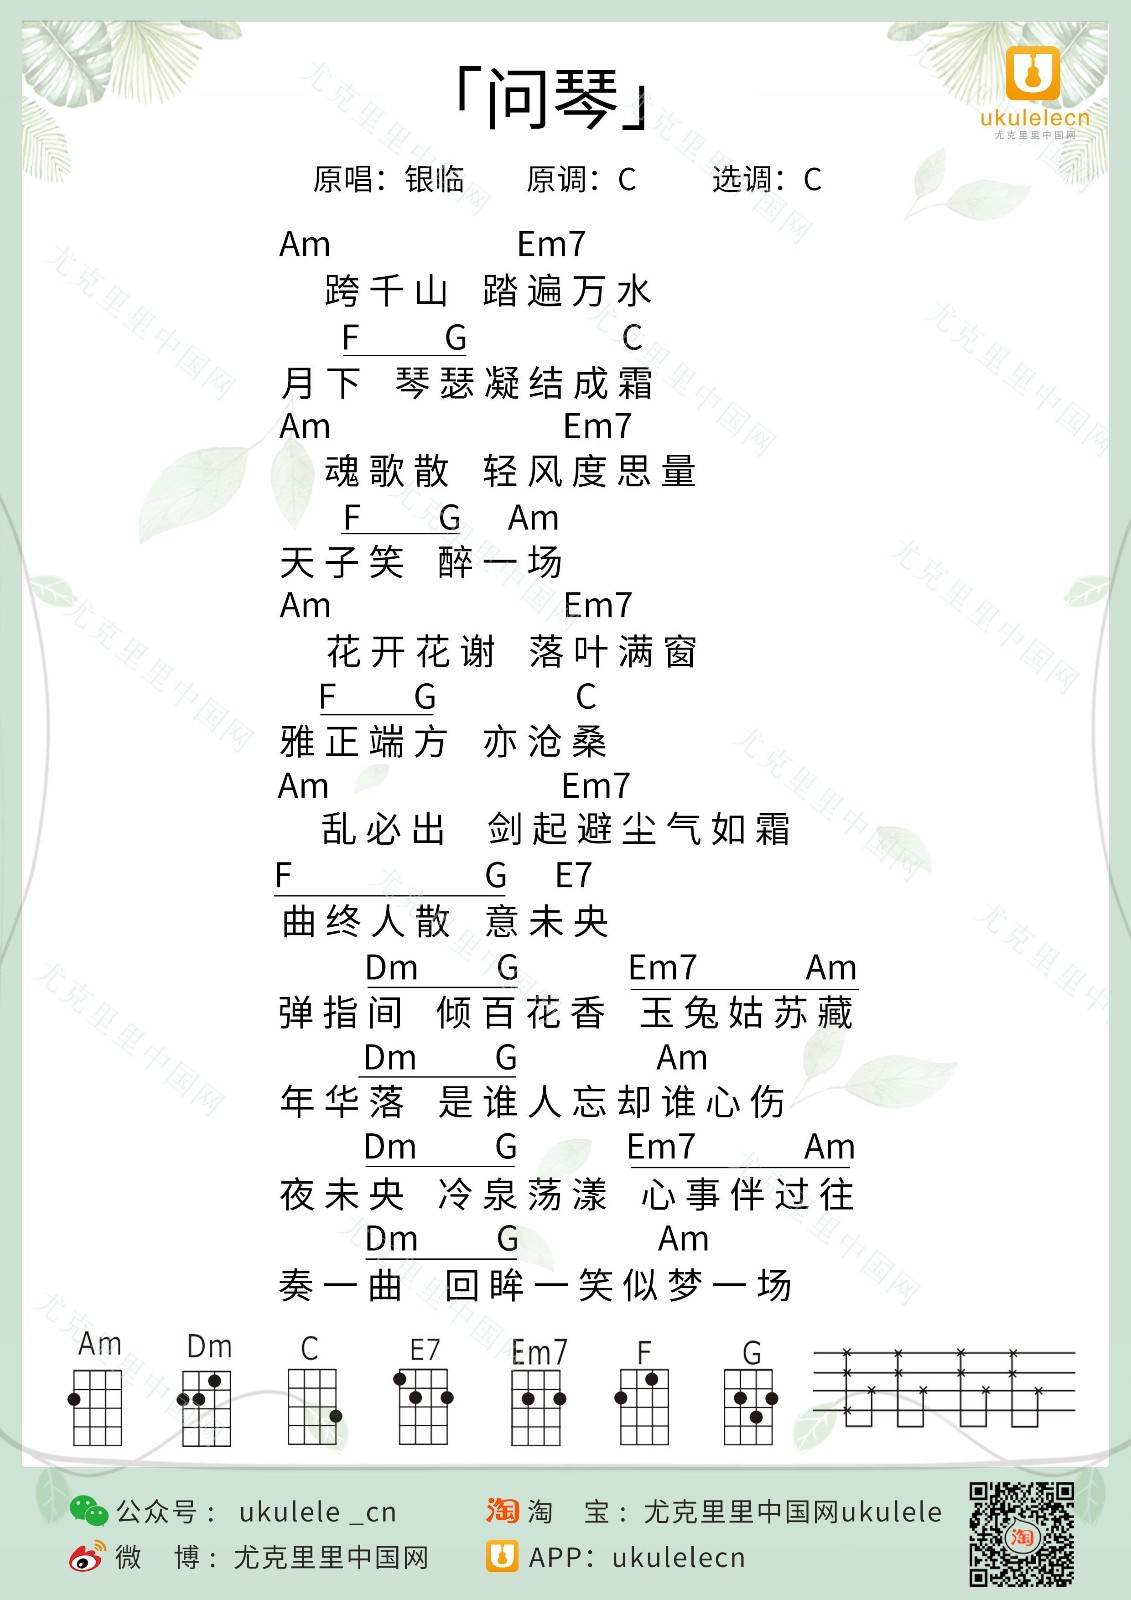 「问琴」
ukulelecn
尤克里里中国网
原唱：银临 原调：C 选调：C
Am Em7
跨千山 踏遍万水
F G C
月下 琴瑟凝结成霜
Am Em7
魂歌散 轻风度思量
F G Am
天子笑 醉一场
Am Em7
花开花谢 落叶满窗
F G C
雅正端方 亦沧桑
Am Em7
乱必出 剑起避尘气如霜
F G E7
曲终人散 意未央
Dm G Em7 Am
弹指间 倾百花香 玉兔姑苏藏
Dm G Am
年华落 是谁人忘却谁心伤
Dm G Em7 Am
夜未央 冷泉荡漾 心事伴过往
Dm G Am
奏一曲 回眸一笑似梦一场
Am Dm C E7 Em7 F G
公众号： ukulele _cn
淘 淘 宝：尤克里里中国网ukulele
微 博：尤克里里中国网
APP：ukulelecn
淘
尤克里里中国网